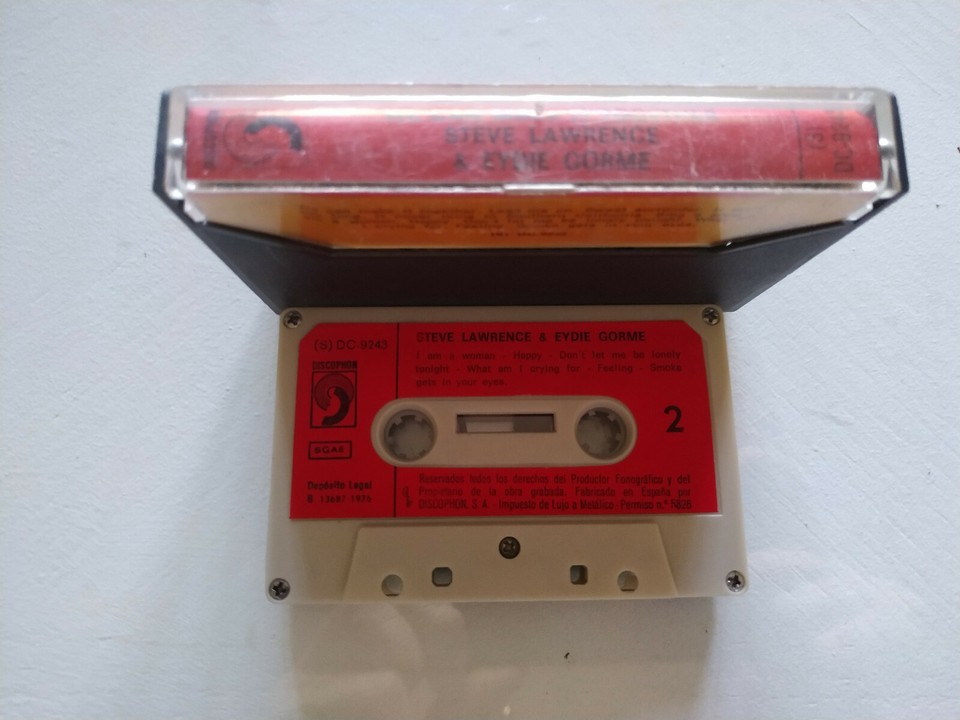 DISCOPHON
STEVE LAWRENCE
& EYDIE GORME
(S)
(S) DC-9243
DISCOPHON
SGAE
Deposito Legal
B 13687 1976
STEVE LAWRENCE & EYDIE GORME
I am a woman - Happy - Don't let me be lonely
tonight - What am I crying for - Feeling - Smoke
gets in your eyes.
2
Reservados todos los derechos del Productor Fonográfico y del
Propietario de la obra grabada. Fabricado en España por
DISCOPHON, S. A. - Impuesto de Lujo a Metálico - Permiso n.º